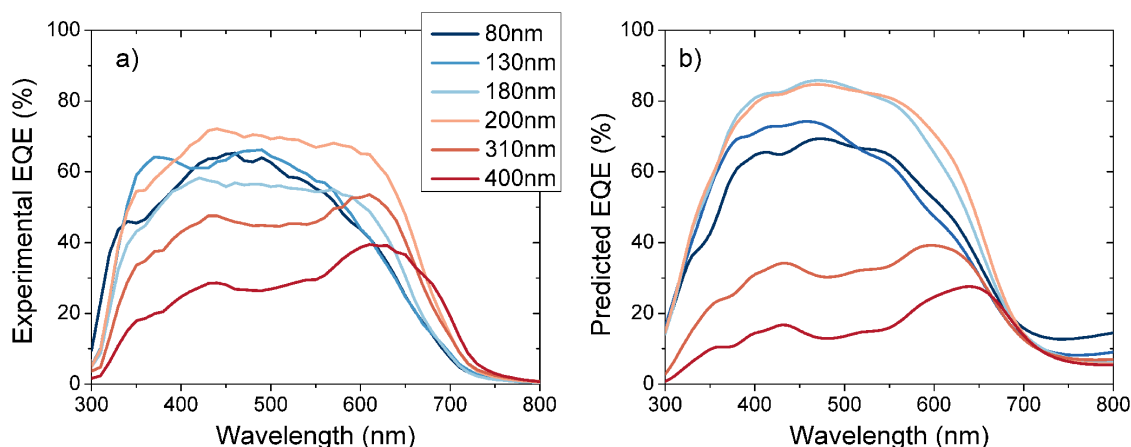 a)
Experimental EQE (%)
100
80
60
40
20
0
300
400
500
600
700
800
Wavelength (nm)
80nm
130nm
180nm
200nm
310nm
400nm
b)
Predicted EQE (%)
100
80
60
40
20
0
300
400
500
600
700
800
Wavelength (nm)